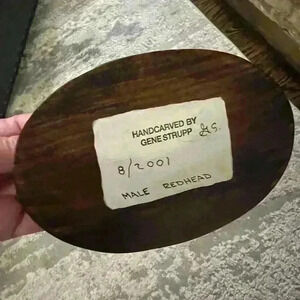 HANDCARVED BY
GENE STRUPP G.S.
8/2001
MALE REDHEAD